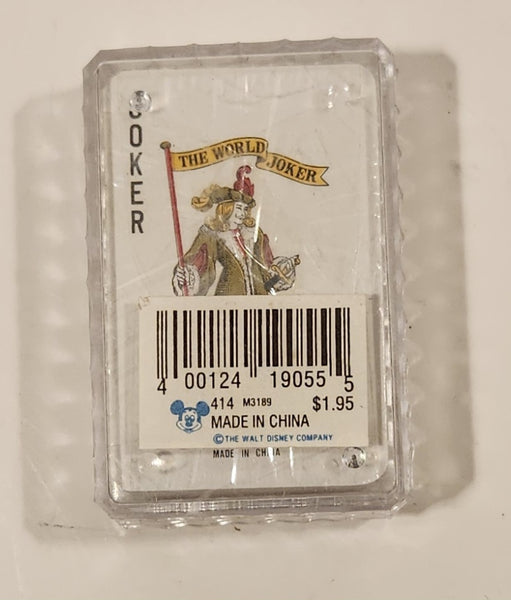 JOKER
THE WORLD JOKER
4 00124 19055 5
414 M3189 $1.95
MADE IN CHINA
© THE WALT DISNEY COMPANY
MADE IN CHINA